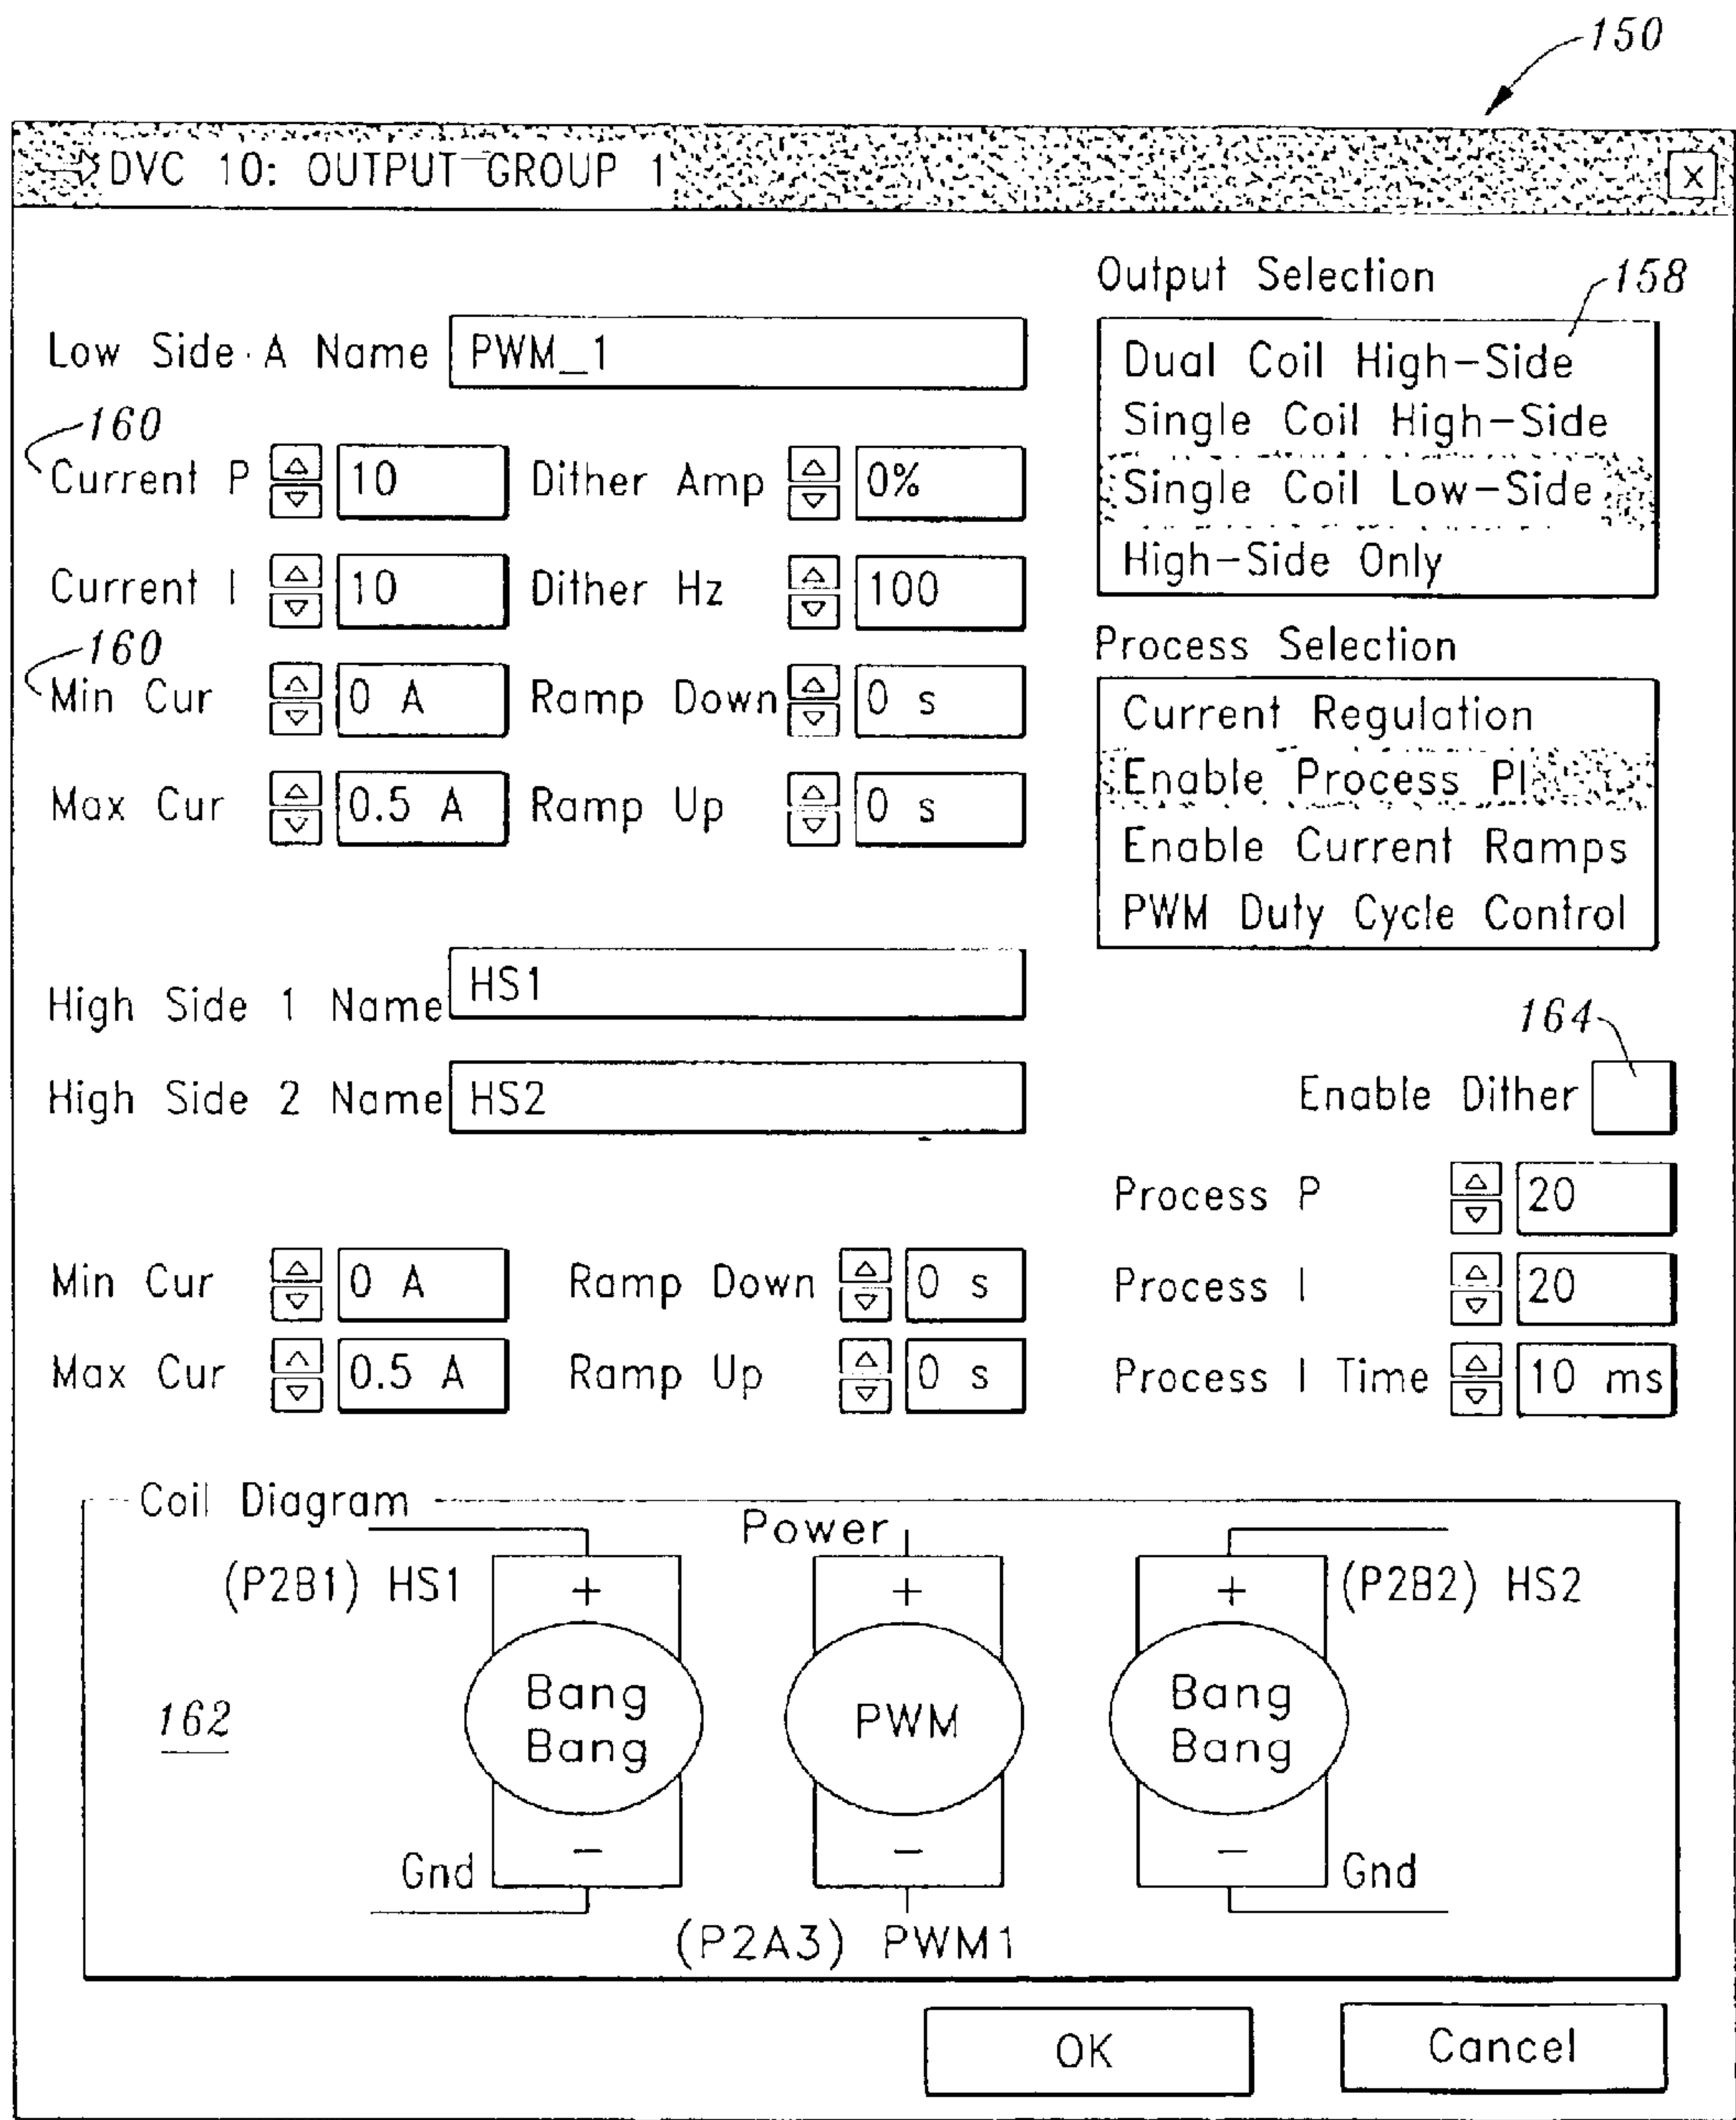 150
DVC 10: OUTPUT GROUP 1
X
Output Selection
158
Low Side A Name PWM_1
Dual Coil High-Side
Single Coil High-Side
Single Coil Low-Side
High-Side Only
160
Current P 10 Dither Amp 0%
Current I 10 Dither Hz 100
160
Min Cur 0 A Ramp Down 0 s
Max Cur 0.5 A Ramp Up 0 s
Process Selection
Current Regulation
Enable Process PI
Enable Current Ramps
PWM Duty Cycle Control
High Side 1 Name HS1
High Side 2 Name HS2
164
Enable Dither
Process P 20
Min Cur 0 A Ramp Down 0 s
Process I 20
Max Cur 0.5 A Ramp Up 0 s
Process I Time 10 ms
Coil Diagram
Power
(P2B1) HS1 + + + (P2B2) HS2
Bang Bang
PWM
Bang Bang
162
Gnd - - - Gnd
(P2A3) PWM1
OK
Cancel